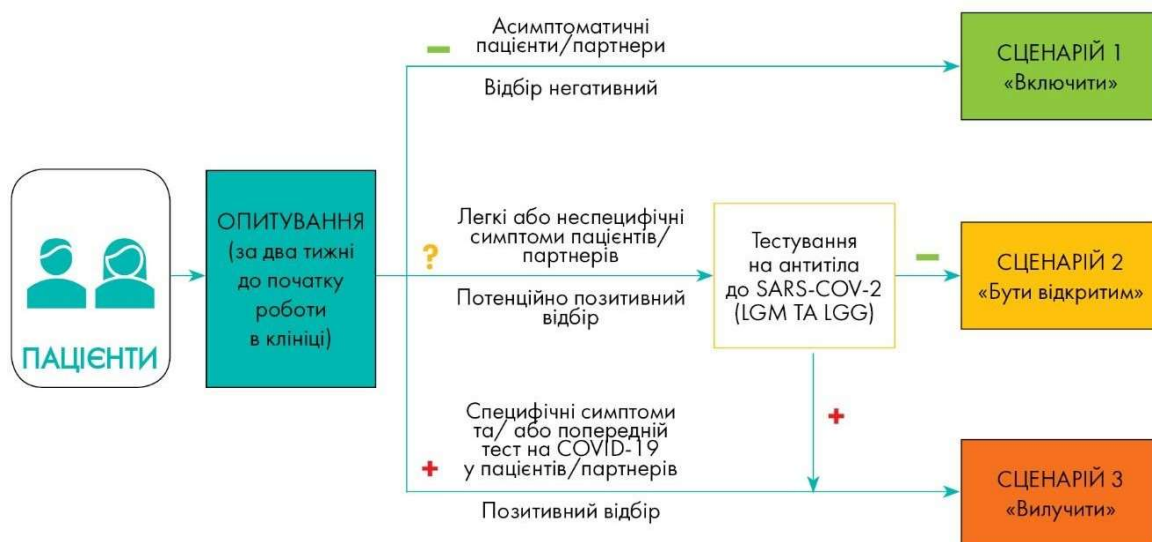 ПАЦІЄНТИ
ОПИТУВАННЯ
(за два тижні
до початку
роботи
в клініці)
Асимптоматичні
пацієнти/партнери
Відбір негативний
СЦЕНАРІЙ 1
«Включити»
?
Легкі або неспецифічні
симптоми пацієнтів/
партнерів
Потенційно позитивний
відбір
Тестування
на антитіла
до SARS-COV-2
(LGM ТА LGG)
СЦЕНАРІЙ 2
«Бути відкритим»
Специфічні симптоми
та/ або попередній
тест на COVID-19
у пацієнтів/партнерів
Позитивний відбір
СЦЕНАРІЙ 3
«Вилучити»